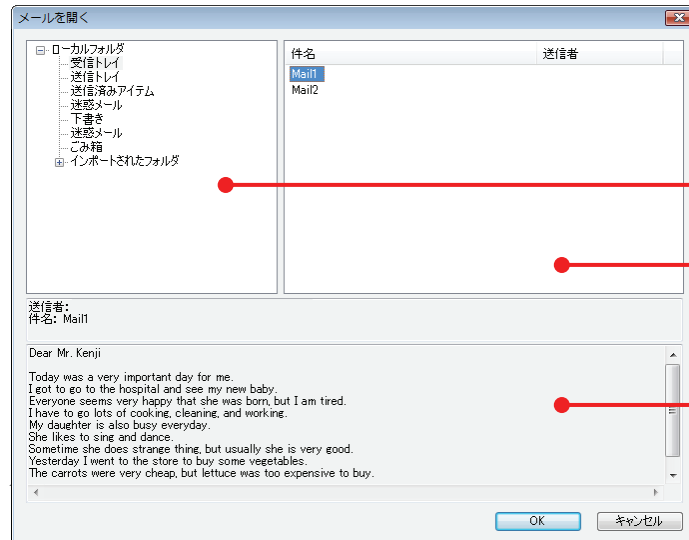 メールを開く
ローカルフォルダ
受信トレイ
送信トレイ
送信済みアイテム
迷惑メール
下書き
迷惑メール
ごみ箱
インポートされたフォルダ
件名 送信者
Mail1
Mail2
送信者:
件名: Mail1
Dear Mr. Kenji
Today was a very important day for me.
I got to go to the hospital and see my new baby.
Everyone seems very happy that she was born, but I am tired.
I have to go lots of cooking, cleaning, and working.
My daughter is also busy everyday.
She likes to sing and dance.
Sometime she does strange thing, but usually she is very good.
Yesterday I went to the store to buy some vegetables.
The carrots were very cheap, but lettuce was too expensive to buy.
OK キャンセル